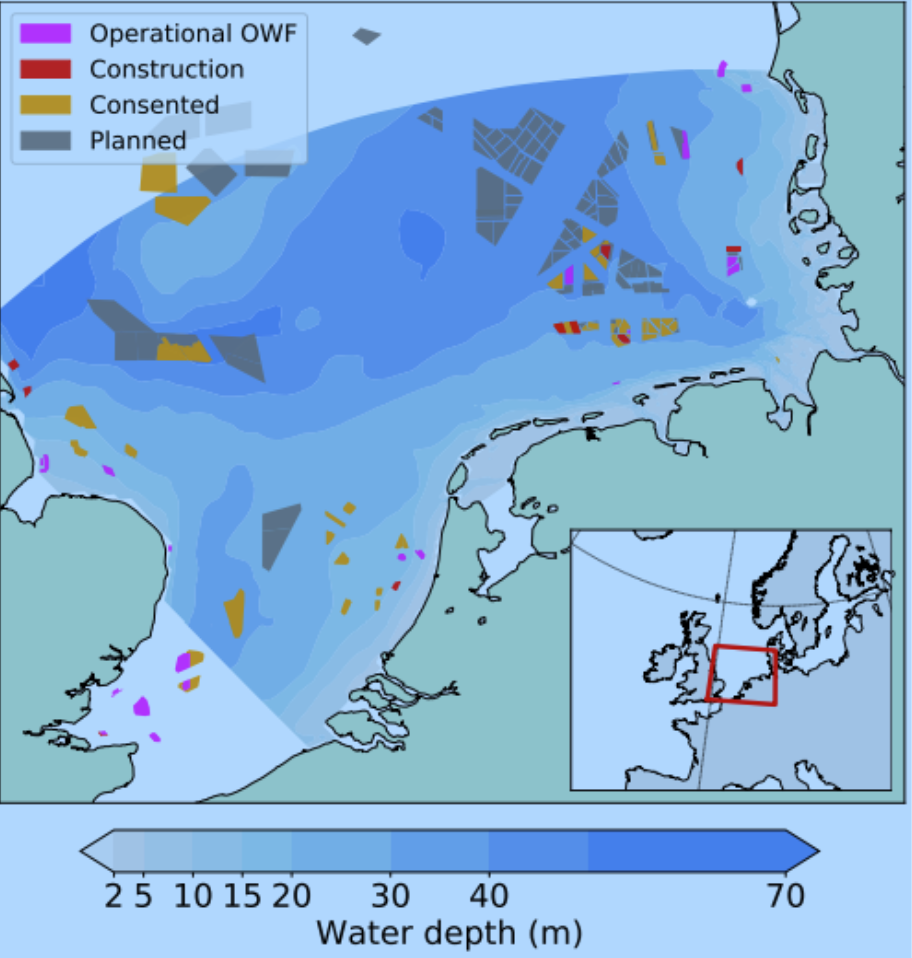 Operational OWF
Construction
Consented
Planned
2 5 10 15 20 30 40 70
Water depth (m)